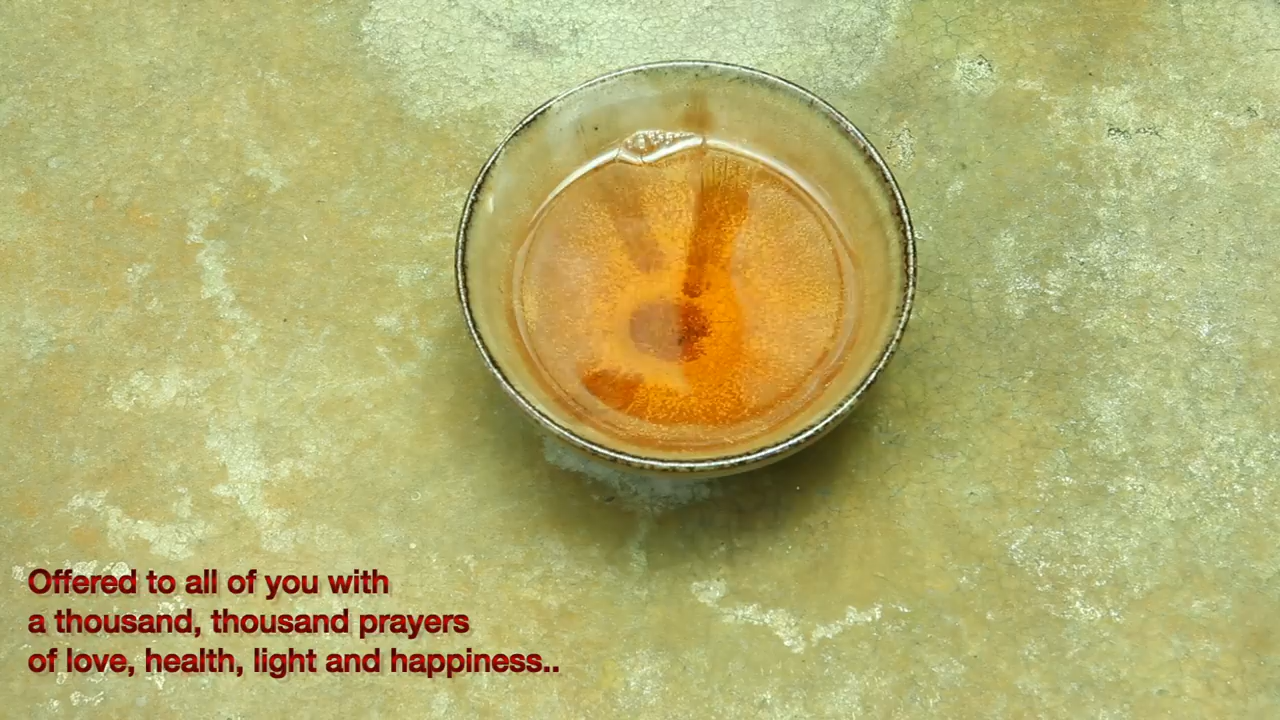 Offered to all of you with
a thousand, thousand prayers
of love, health, light and happiness..